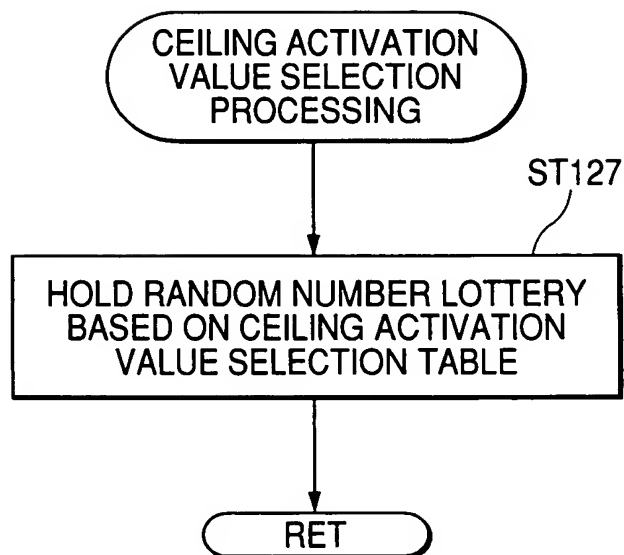 CEILING ACTIVATION
VALUE SELECTION
PROCESSING
ST127
HOLD RANDOM NUMBER LOTTERY
BASED ON CEILING ACTIVATION
VALUE SELECTION TABLE
RET